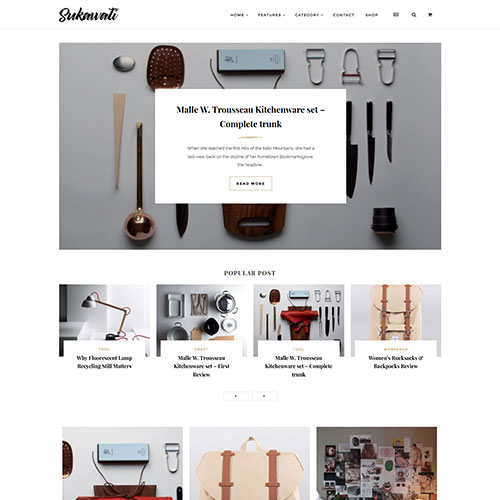 Sukawati
HOME FEATURES CATEGORY CONTACT SHOP
Malle W. Trousseau Kitchenware set –
Complete trunk
When she reached the first hills of the Italic Mountains, she had a
last view back on the skyline of her hometown Bookmarksgrove,
the headline...
READ MORE
POPULAR POST
TOOL
Why Fluorescent Lamp
Recycling Still Matters
CRAFT
Malle W. Trousseau
Kitchenware set – First
Review
TOOL
Malle W. Trousseau
Kitchenware set – Complete
trunk
WORKSHOP
Women's Rucksacks &
Backpacks Review